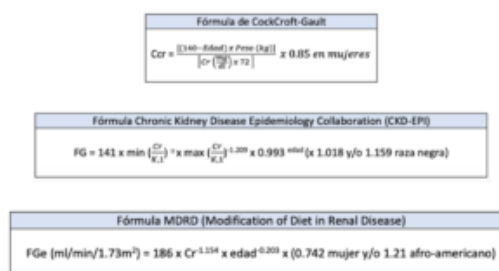 Fórmula de CockCroft-Gault
Ccr = [(140-Edad) x Peso (kg)] / [Cr (mg/dl) x 72] x 0.85 en mujeres
Fórmula Chronic Kidney Disease Epidemiology Collaboration (CKD-EPI)
FG = 141 x min (Cr/K,1) x max (Cr/K,1)-1.209 x 0.993 edad (x 1.018 y/o 1.159 raza negra)
Fórmula MDRD (Modification of Diet in Renal Disease)
FGe (ml/min/1.73m²) = 186 x Cr-1.154 x edad-0.203 x (0.742 mujer y/o 1.21 afro-americano)